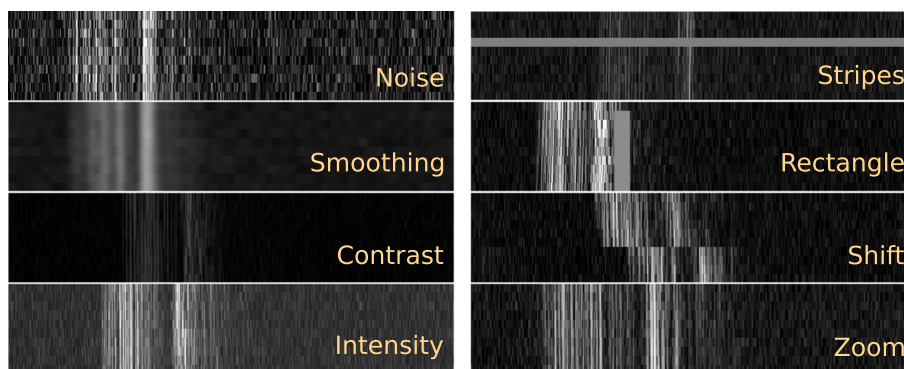 Noise
Smoothing
Contrast
Intensity
Stripes
Rectangle
Shift
Zoom